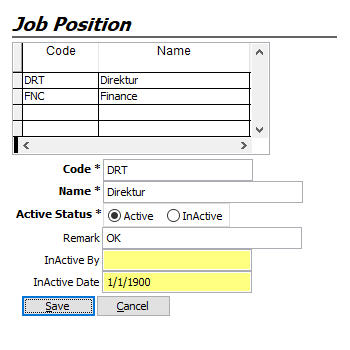 Job Position
Code Name
DRT Direktur
FNC Finance
Code * DRT
Name * Direktur
Active Status * Active InActive
Remark OK
InActive By
InActive Date 1/1/1900
Save Cancel